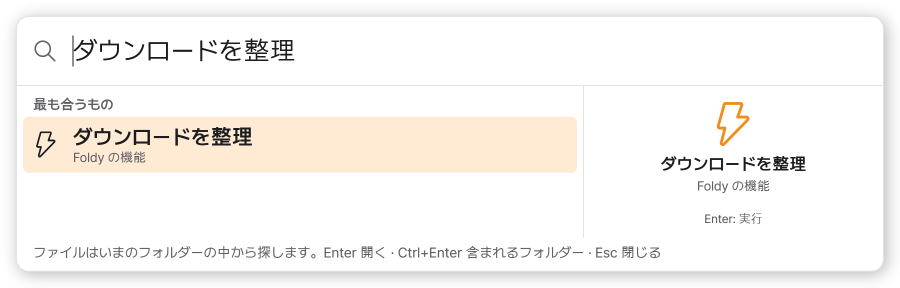 ダウンロードを整理
最も合うもの
ダウンロードを整理
Foldy の機能
ダウンロードを整理
Foldy の機能
Enter: 実行
ファイルはいまのフォルダーの中から探します。Enter 開く · Ctrl+Enter 含まれるフォルダー · Esc 閉じる